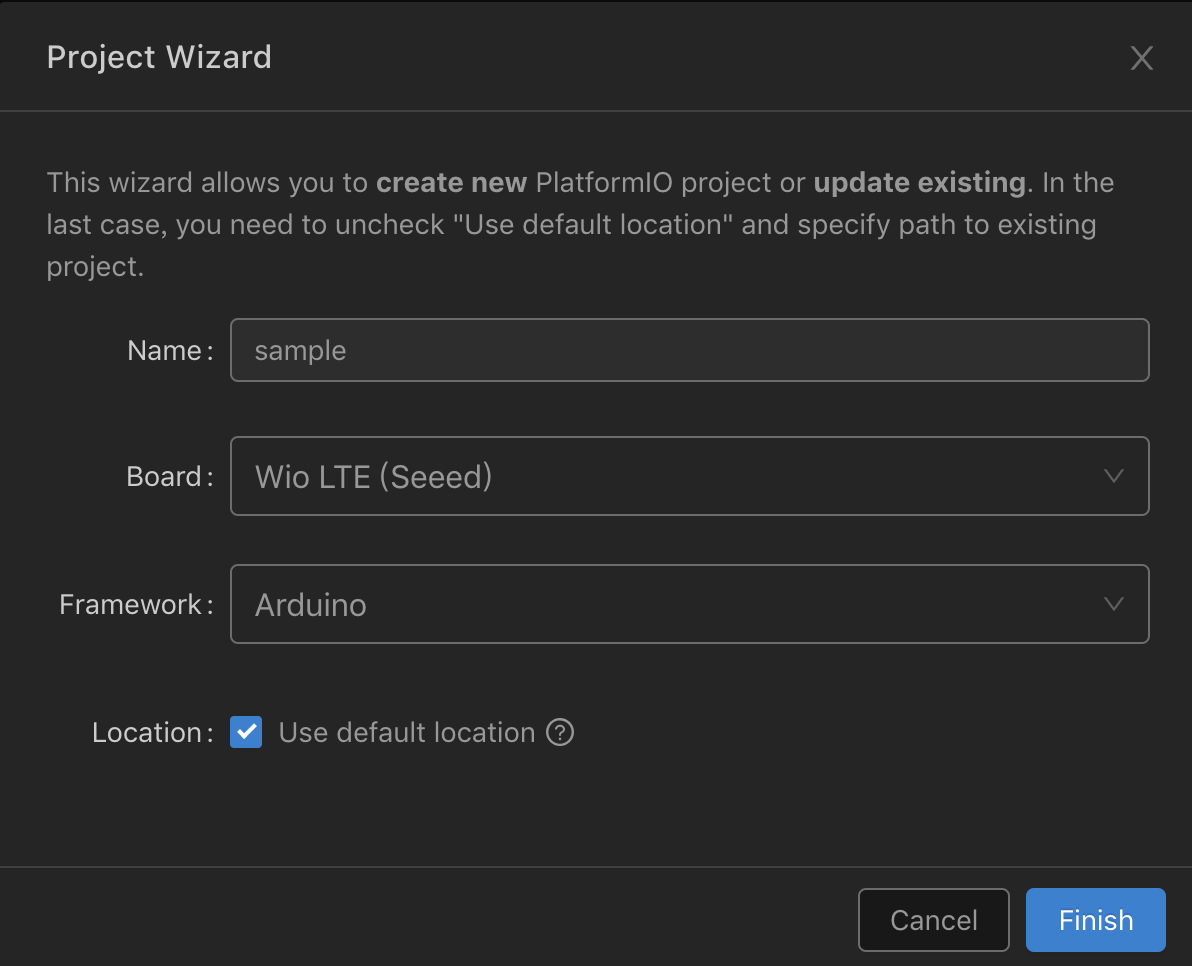 Project Wizard
This wizard allows you to create new PlatformIO project or update existing. In the
last case, you need to uncheck "Use default location" and specify path to existing
project.
Name: sample
Board: Wio LTE (Seeed)
Framework: Arduino
Location: Use default location ?
Cancel Finish